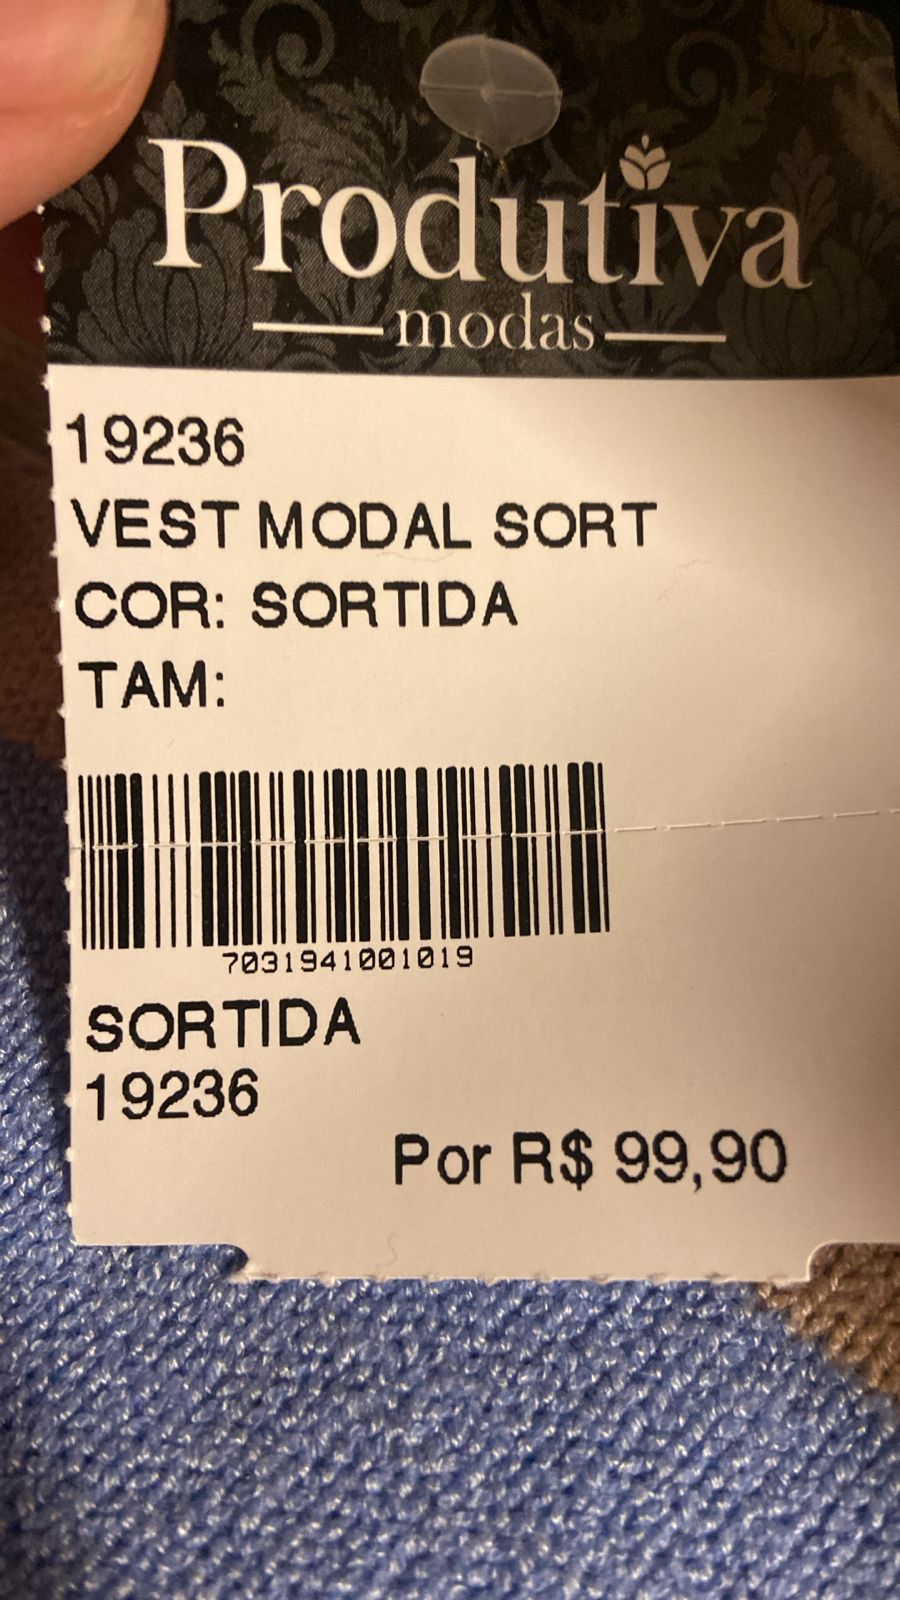 Produtiva
modas
19236
VEST MODAL SORT
COR: SORTIDA
TAM:
7031941001019
SORTIDA
19236
Por R$ 99,90